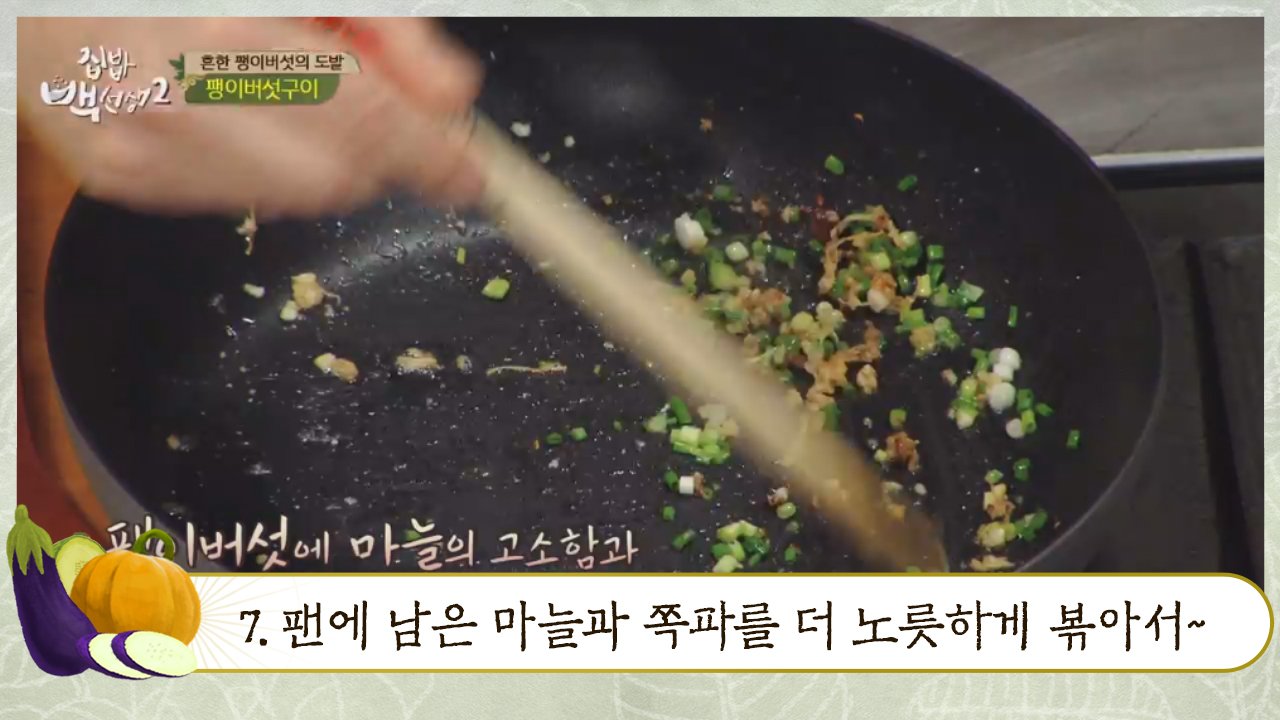 집밥
백선생2
흔한 팽이버섯의 도발
팽이버섯구이
팽이버섯에 마늘의 고소함과
7. 팬에 남은 마늘과 쪽파를 더 노릇하게 볶아서~